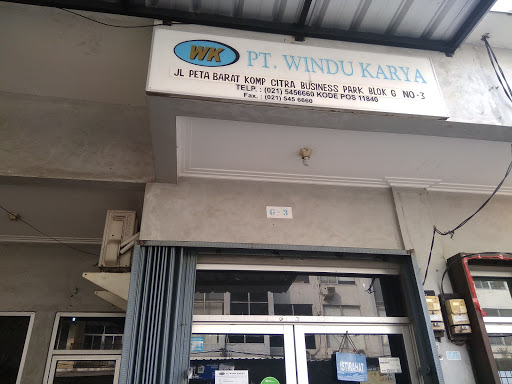 WK PT. WINDU KARYA
JL PETA BARAT KOMP CITRA BUSINESS PARK BLOK G NO-3
TELP. : (021) 5456660 KODE POS 11840
Fax. : (021) 545 6660
G - 3
ISTIRAHAT